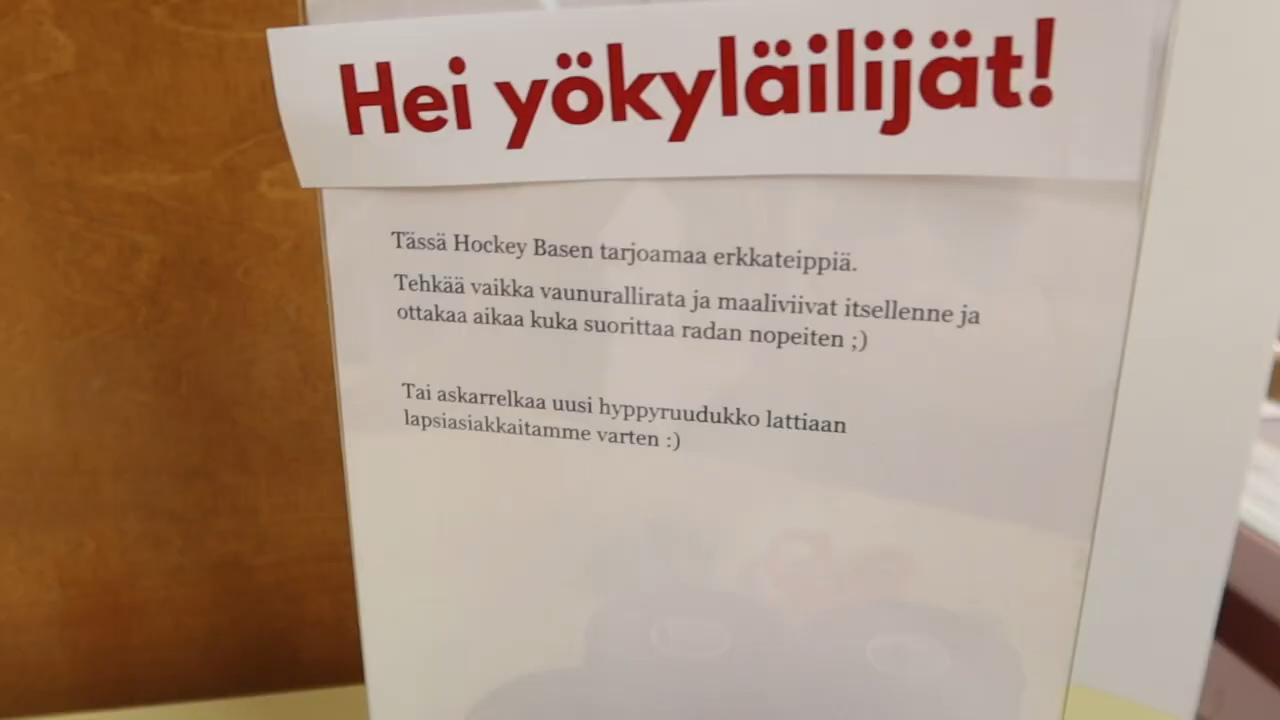 Hei yökyläilijät!
Tässä Hockey Basen tarjoamaa erkkateippiä.
Tehkää vaikka vaunurallirata ja maaliviivat itsellenne ja
ottakaa aikaa kuka suorittaa radan nopeiten ;)
Tai askarrelkaa uusi hyppyruudukko lattiaan
lapsiasiakkaitamme varten :)